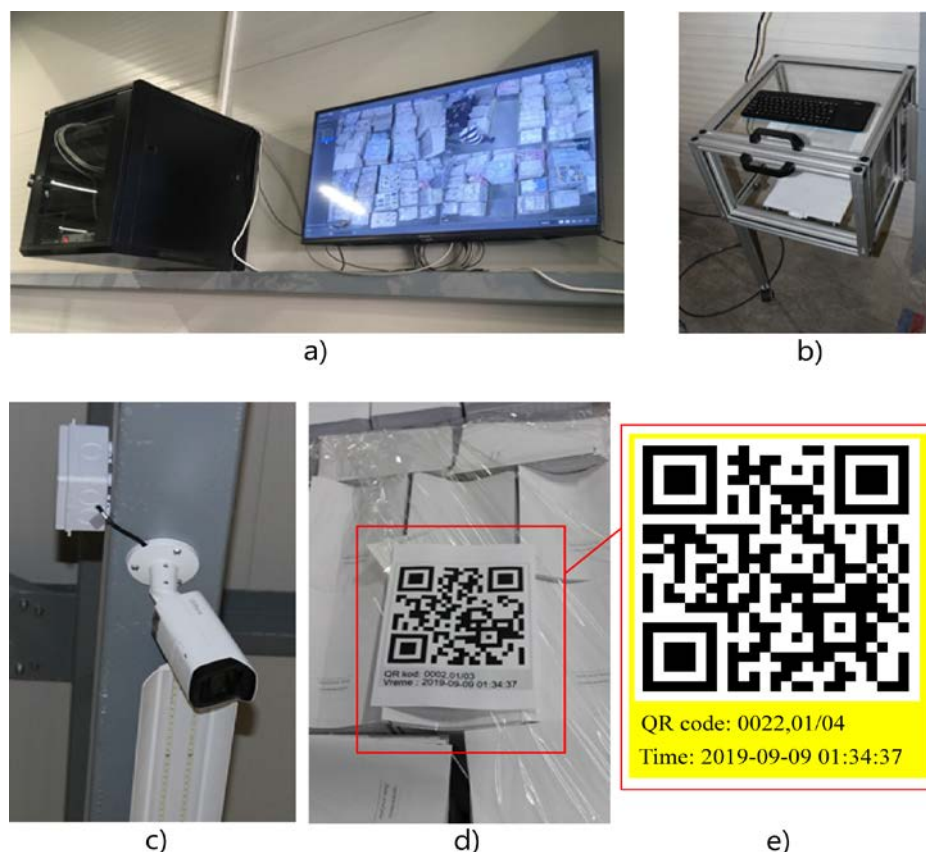 a)
b)
QR kod: 0002,01/03
Vreme : 2019-09-09 01:34:37
QR code: 0022,01/04
Time: 2019-09-09 01:34:37
c)
d)
e)